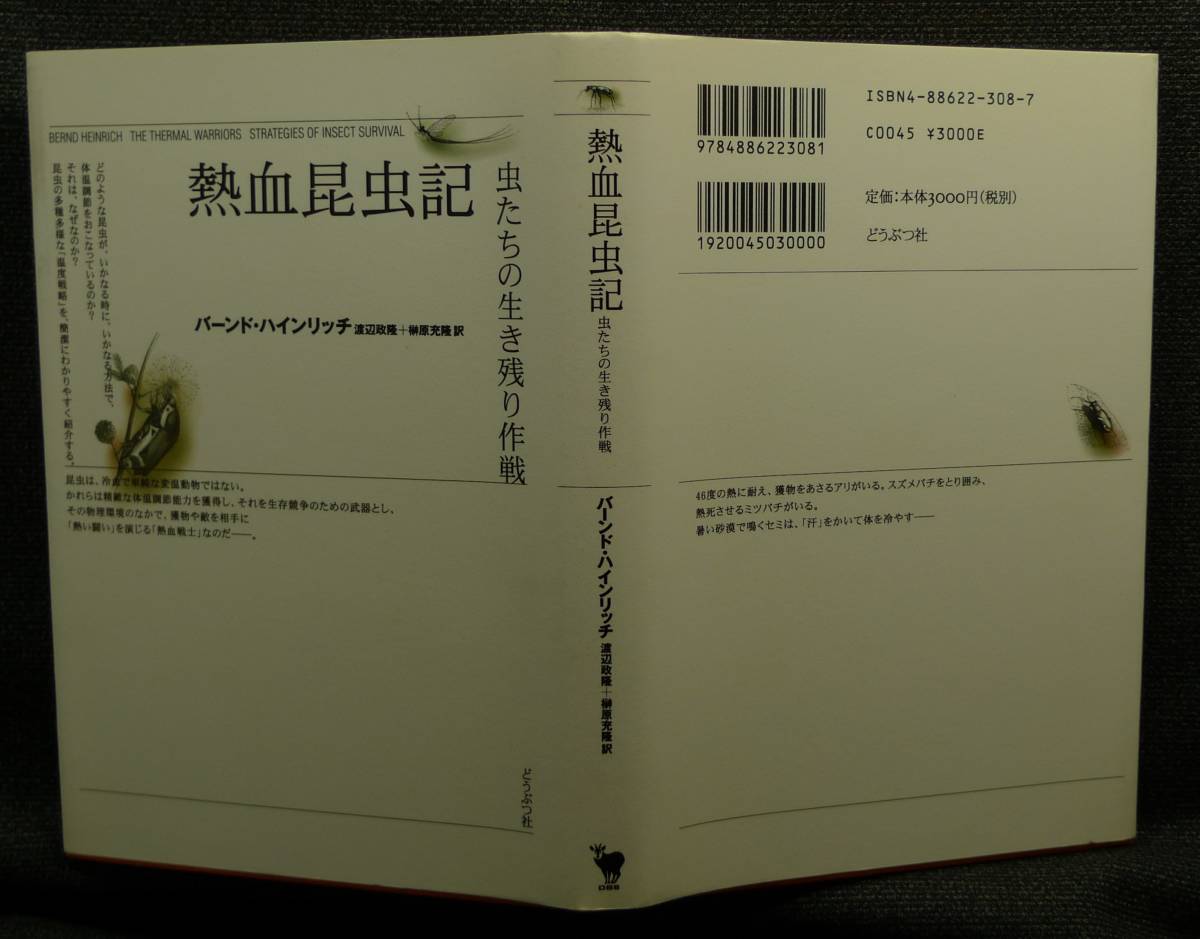 BERND HEINRICH THE THERMAL WARRIORS STRATEGIES OF INSECT SURVIVAL
熱血昆虫記
虫たちの生き残り作戦
バーンド・ハインリッチ 渡辺政隆+榊原充隆 訳
どのような昆虫が、いかなる時に、いかなる方法で、
体温調節をおこなっているのか?
それは、なぜなのか?
昆虫の多種多様な「温度戦略」を、簡潔にわかりやすく紹介する。
昆虫は、冷血で単純な変温動物ではない。
かれらは精緻な体温調節能力を獲得し、それを生存競争のための武器とし、
その物理環境のなかで、獲物や敵を相手に
「熱い闘い」を演じる「熱血戦士」なのだ——。
どうぶつ社
熱血昆虫記
虫たちの生き残り作戦
バーンド・ハインリッチ
渡辺政隆+榊原充隆 訳
ISBN4-88622-308-7
C0045 ¥3000E
9784886223081
1920045030000
定価:本体3000円(税別)
どうぶつ社
46度の熱に耐え、獲物をあさるアリがいる。スズメバチをとり囲み、
熱死させるミツバチがいる。
暑い砂漠で鳴くセミは、「汗」をかいて体を冷やす——